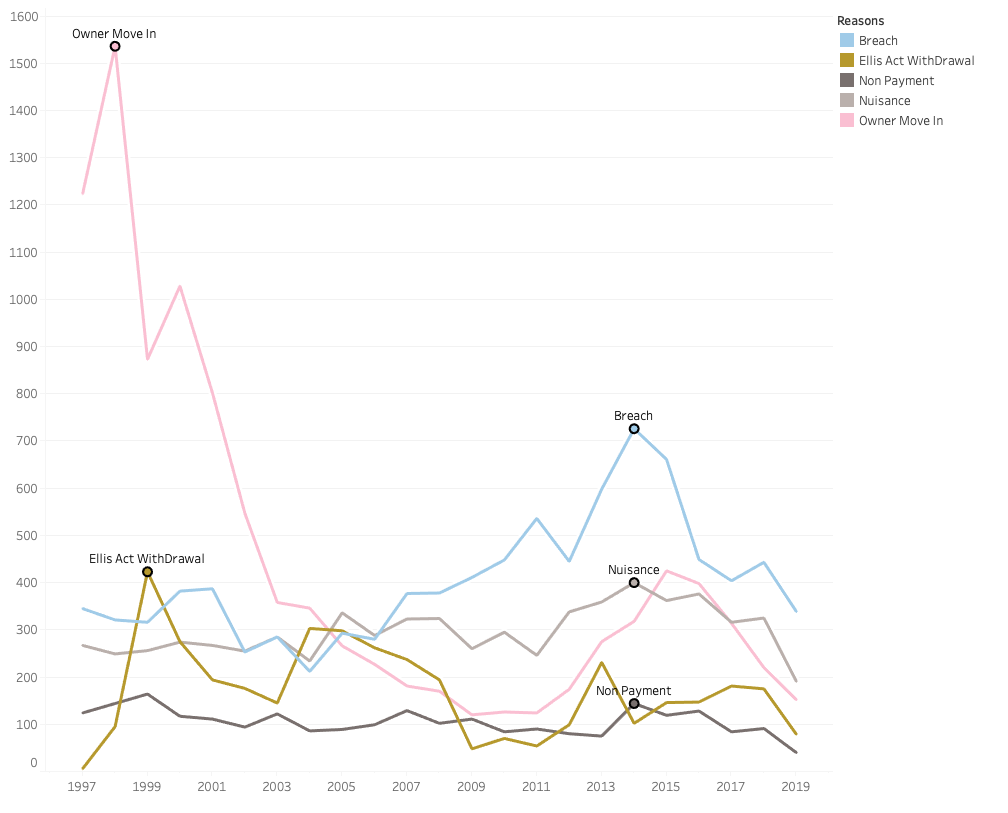 1600
1500
1400
1300
1200
1100
1000
900
800
700
600
500
400
300
200
100
0
Owner Move In
Ellis Act WithDrawal
Breach
Nuisance
Non Payment
1997 1999 2001 2003 2005 2007 2009 2011 2013 2015 2017 2019
Reasons
Breach
Ellis Act WithDrawal
Non Payment
Nuisance
Owner Move In